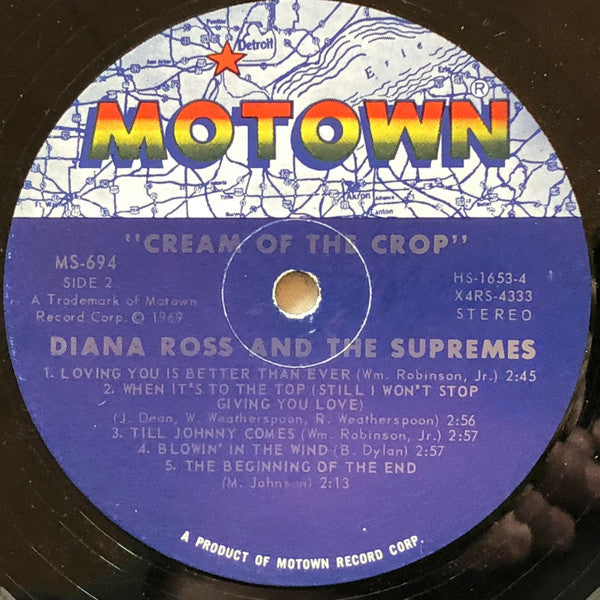 Detroit
Erie
MOTOWN®
Akron
Canton
"CREAM OF THE CROP"
MS-694
SIDE 2
A Trademark of Motown
Record Corp. © 1969
HS-1653-4
X4RS-4333
STEREO
DIANA ROSS AND THE SUPREMES
1. LOVING YOU IS BETTER THAN EVER (Wm. Robinson, Jr.) 2:45
2. WHEN IT'S TO THE TOP (STILL I WON'T STOP
GIVING YOU LOVE)
(J. Dean, W. Weatherspoon, R. Weatherspoon) 2:56
3. TILL JOHNNY COMES (Wm. Robinson, Jr.) 2:57
4. BLOWIN' IN THE WIND (B. Dylan) 2:57
5. THE BEGINNING OF THE END
(M. Johnson) 2:13
A PRODUCT OF MOTOWN RECORD CORP.